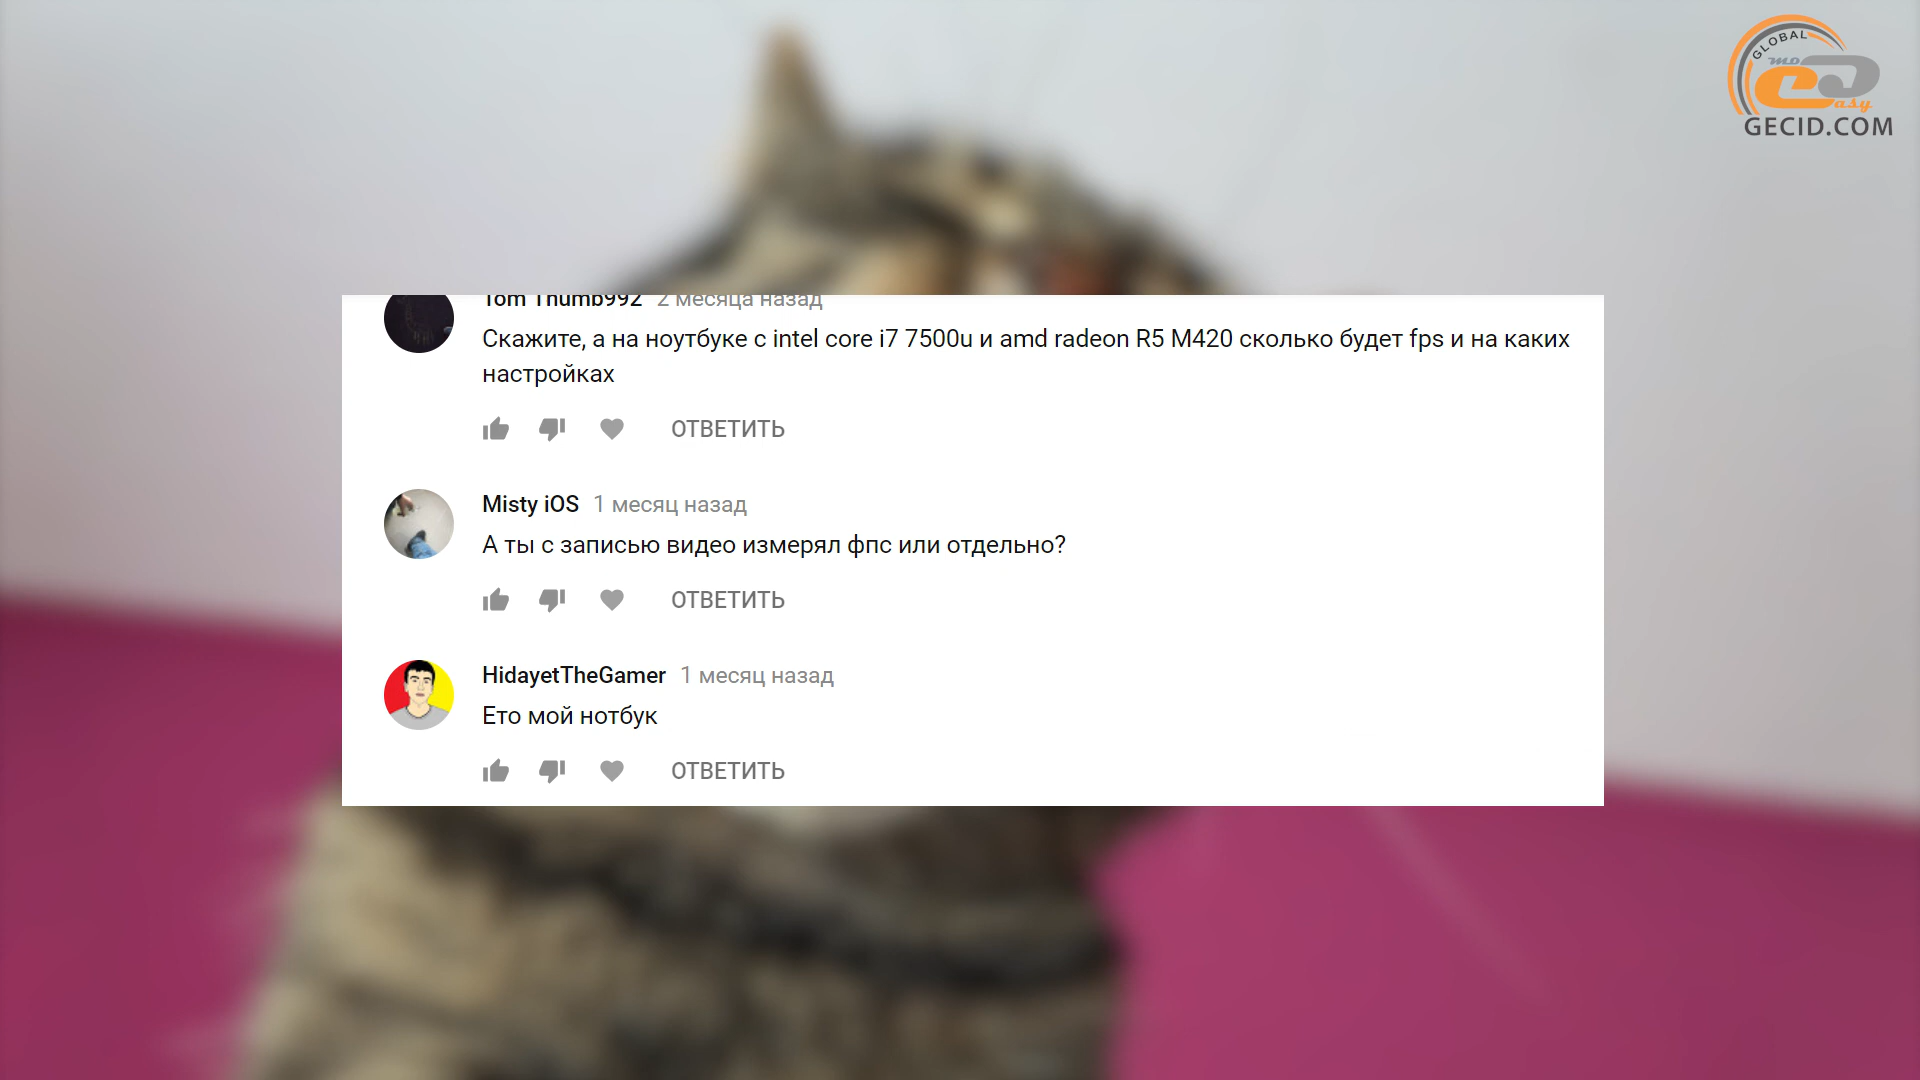 GLOBAL
MO
easy
GECID.COM
Tom Thumb992 2 месяца назад
Скажите, а на ноутбуке с intel core i7 7500u и amd radeon R5 M420 сколько будет fps и на каких
настройках
ОТВЕТИТЬ
Misty iOS 1 месяц назад
А ты с записью видео измерял фпс или отдельно?
ОТВЕТИТЬ
HidayetTheGamer 1 месяц назад
Ето мой нотбук
ОТВЕТИТЬ